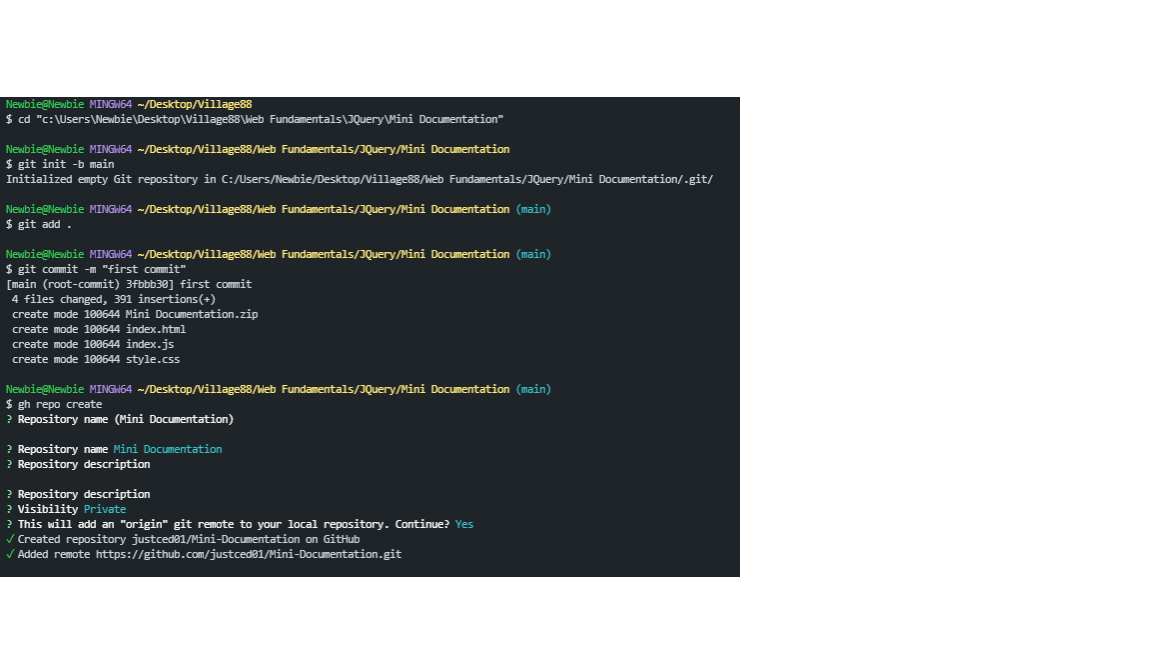 Newbie@Newbie MINGW64 ~/Desktop/Village88
$ cd "c:\Users\Newbie\Desktop\Village88\Web Fundamentals\JQuery\Mini Documentation"
Newbie@Newbie MINGW64 ~/Desktop/Village88/Web Fundamentals/JQuery/Mini Documentation
$ git init -b main
Initialized empty Git repository in C:/Users/Newbie/Desktop/Village88/Web Fundamentals/JQuery/Mini Documentation/.git/
Newbie@Newbie MINGW64 ~/Desktop/Village88/Web Fundamentals/JQuery/Mini Documentation (main)
$ git add .
Newbie@Newbie MINGW64 ~/Desktop/Village88/Web Fundamentals/JQuery/Mini Documentation (main)
$ git commit -m "first commit"
[main (root-commit) 3fbbb30] first commit
 4 files changed, 391 insertions(+)
 create mode 100644 Mini Documentation.zip
 create mode 100644 index.html
 create mode 100644 index.js
 create mode 100644 style.css
Newbie@Newbie MINGW64 ~/Desktop/Village88/Web Fundamentals/JQuery/Mini Documentation (main)
$ gh repo create
? Repository name (Mini Documentation)
? Repository name Mini Documentation
? Repository description
? Repository description
? Visibility Private
? This will add an "origin" git remote to your local repository. Continue? Yes
✓ Created repository justced01/Mini-Documentation on GitHub
✓ Added remote https://github.com/justced01/Mini-Documentation.git